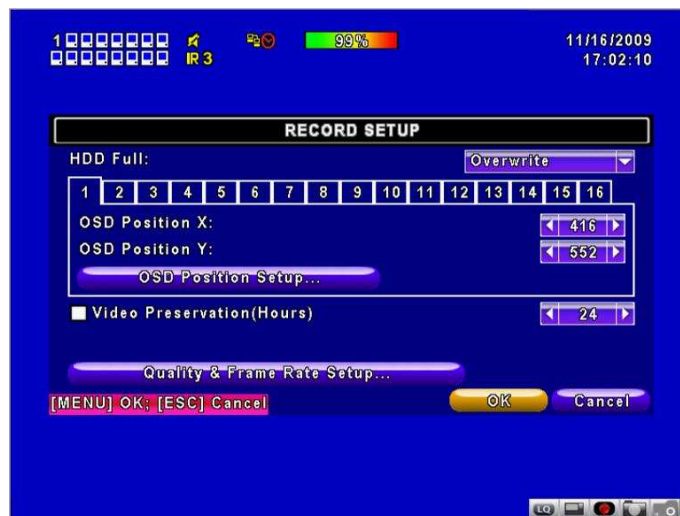 1 99% 11/16/2009
IR 3 17:02:10
RECORD SETUP
HDD Full: Overwrite
1 2 3 4 5 6 7 8 9 10 11 12 13 14 15 16
OSD Position X: 416
OSD Position Y: 552
OSD Position Setup...
Video Preservation(Hours) 24
Quality & Frame Rate Setup...
[MENU] OK; [ESC] Cancel OK Cancel
LQ